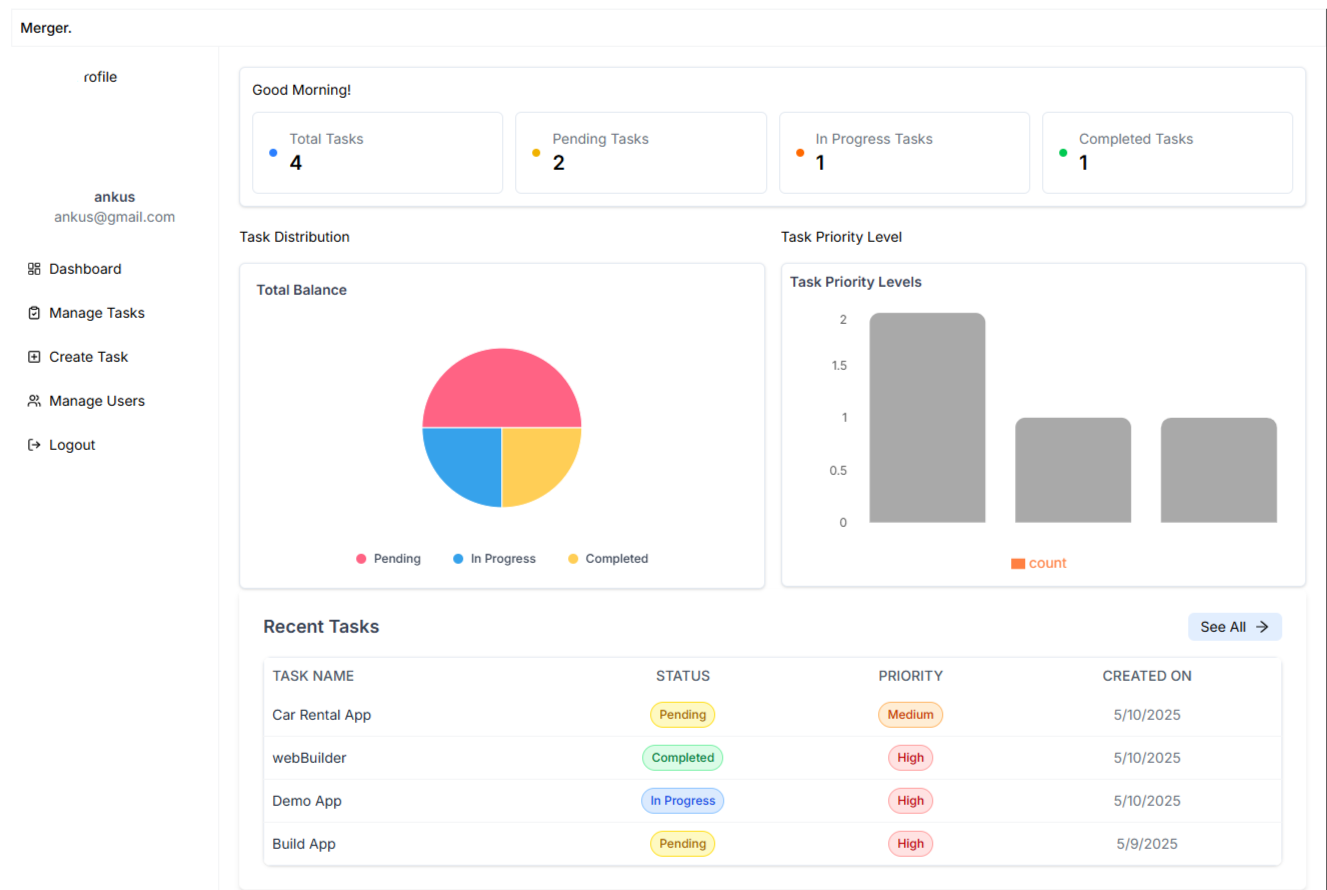 Merger.
rofile
ankus
ankus@gmail.com
Dashboard
Manage Tasks
Create Task
Manage Users
Logout
Good Morning!
Total Tasks
4
Pending Tasks
2
In Progress Tasks
1
Completed Tasks
1
Task Distribution
Total Balance
Pending In Progress Completed
Task Priority Level
Task Priority Levels
2
1.5
1
0.5
0
count
Recent Tasks
See All
TASK NAME STATUS PRIORITY CREATED ON
Car Rental App Pending Medium 5/10/2025
webBuilder Completed High 5/10/2025
Demo App In Progress High 5/10/2025
Build App Pending High 5/9/2025